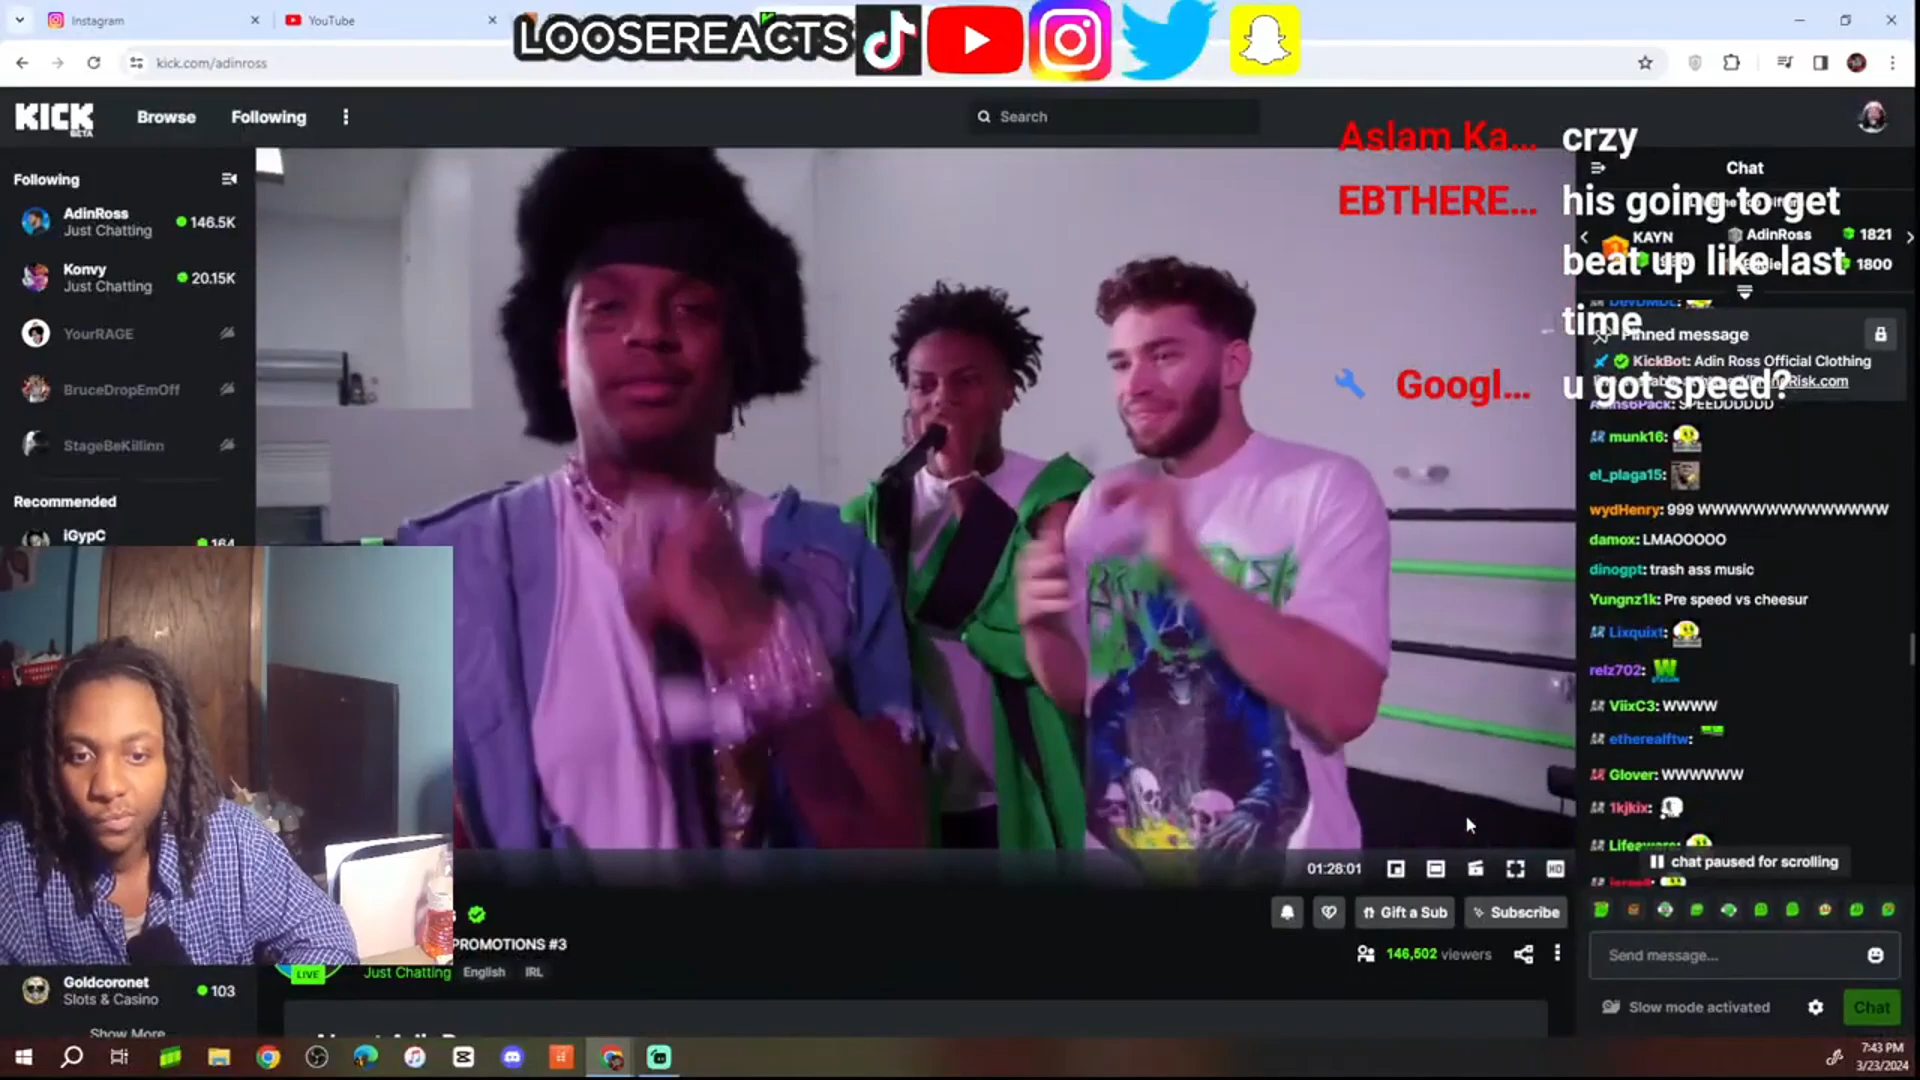 Instagram
YouTube
LOOSEREACTS
kick.com/adinross
KICK
BETA
Browse
Following
Search
Following
AdinRoss
Just Chatting
146.5K
Konvy
Just Chatting
20.15K
YourRAGE
BruceDropEmOff
StageBeKillinn
Recommended
iGypC
164
Goldcoronet
Slots & Casino
103
Show More
01:28:01
HD
Gift a Sub
Subscribe
PROMOTIONS #3
146,502 viewers
LIVE
Just Chatting
English
IRL
Aslam Ka...
crzy
EBTHERE...
his going to get
beat up like last
time
Googl...
u got speed?
Chat
KAYN
AdinRoss
1821
1800
Pinned message
KickBot: Adin Ross Official Clothing
Risk.com
munk16:
el_plaga15:
wydHenry: 999 WWWWWWWWWWWWWWW
damox: LMAOOOOO
dinogpt: trash ass music
Yungnz1k: Pre speed vs cheesur
Lixquixt:
relz702:
ViixC3: WWWW
etherealftw:
Glover: WWWWWW
1kjkix:
chat paused for scrolling
Send message...
Slow mode activated
Chat
7:43 PM
3/23/2024